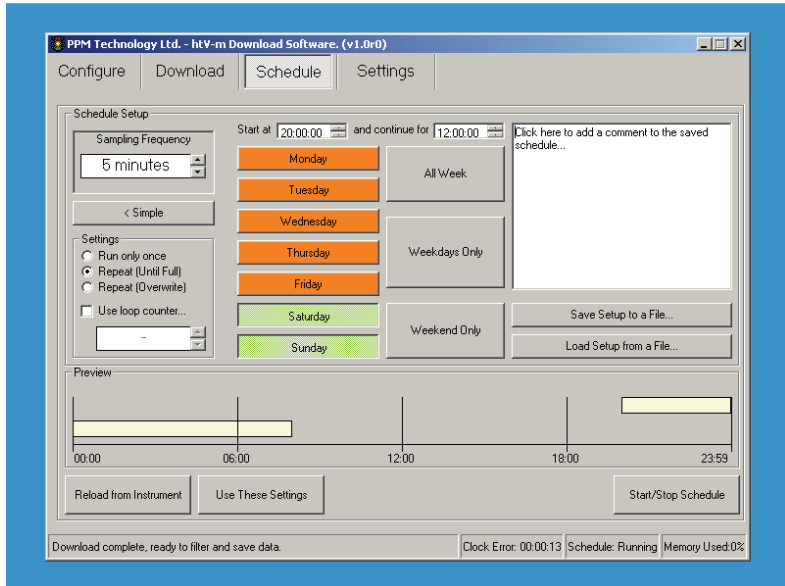 PPM Technology Ltd. - htV-m Download Software. (v1.0r0)
Configure Download Schedule Settings
Schedule Setup
Sampling Frequency
5 minutes
< Simple
Settings
Run only once
Repeat (Until Full)
Repeat (Overwrite)
Use loop counter...
-
Start at 20:00:00 and continue for 12:00:00
Monday
Tuesday
Wednesday
Thursday
Friday
Saturday
Sunday
All Week
Weekdays Only
Weekend Only
Click here to add a comment to the saved
schedule...
Save Setup to a File...
Load Setup from a File...
Preview
00:00 06:00 12:00 18:00 23:59
Reload from Instrument Use These Settings Start/Stop Schedule
Download complete, ready to filter and save data. Clock Error: 00:00:13 Schedule: Running Memory Used:0%